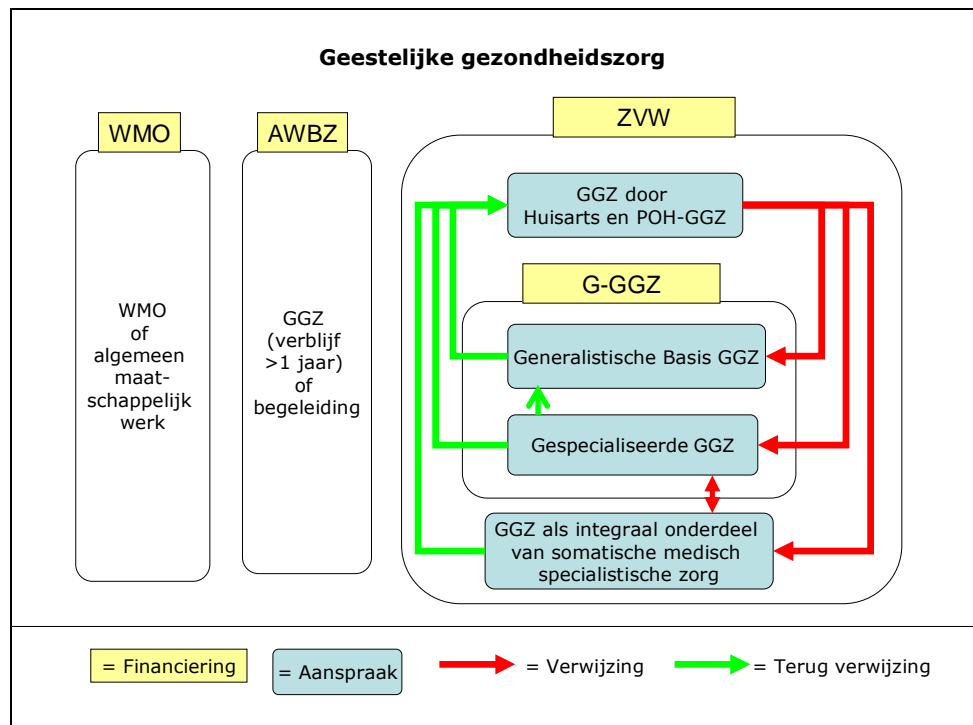 Geestelijke gezondheidszorg
WMO
AWBZ
ZVW
WMO
of
algemeen
maat-
schappelijk
werk
GGZ
(verblijf
>1 jaar)
of
begeleiding
GGZ door
Huisarts en POH-GGZ
G-GGZ
Generalistische Basis GGZ
Gespecialiseerde GGZ
GGZ als integraal onderdeel
van somatische medisch
specialistische zorg
= Financiering
= Aanspraak
= Verwijzing
= Terug verwijzing